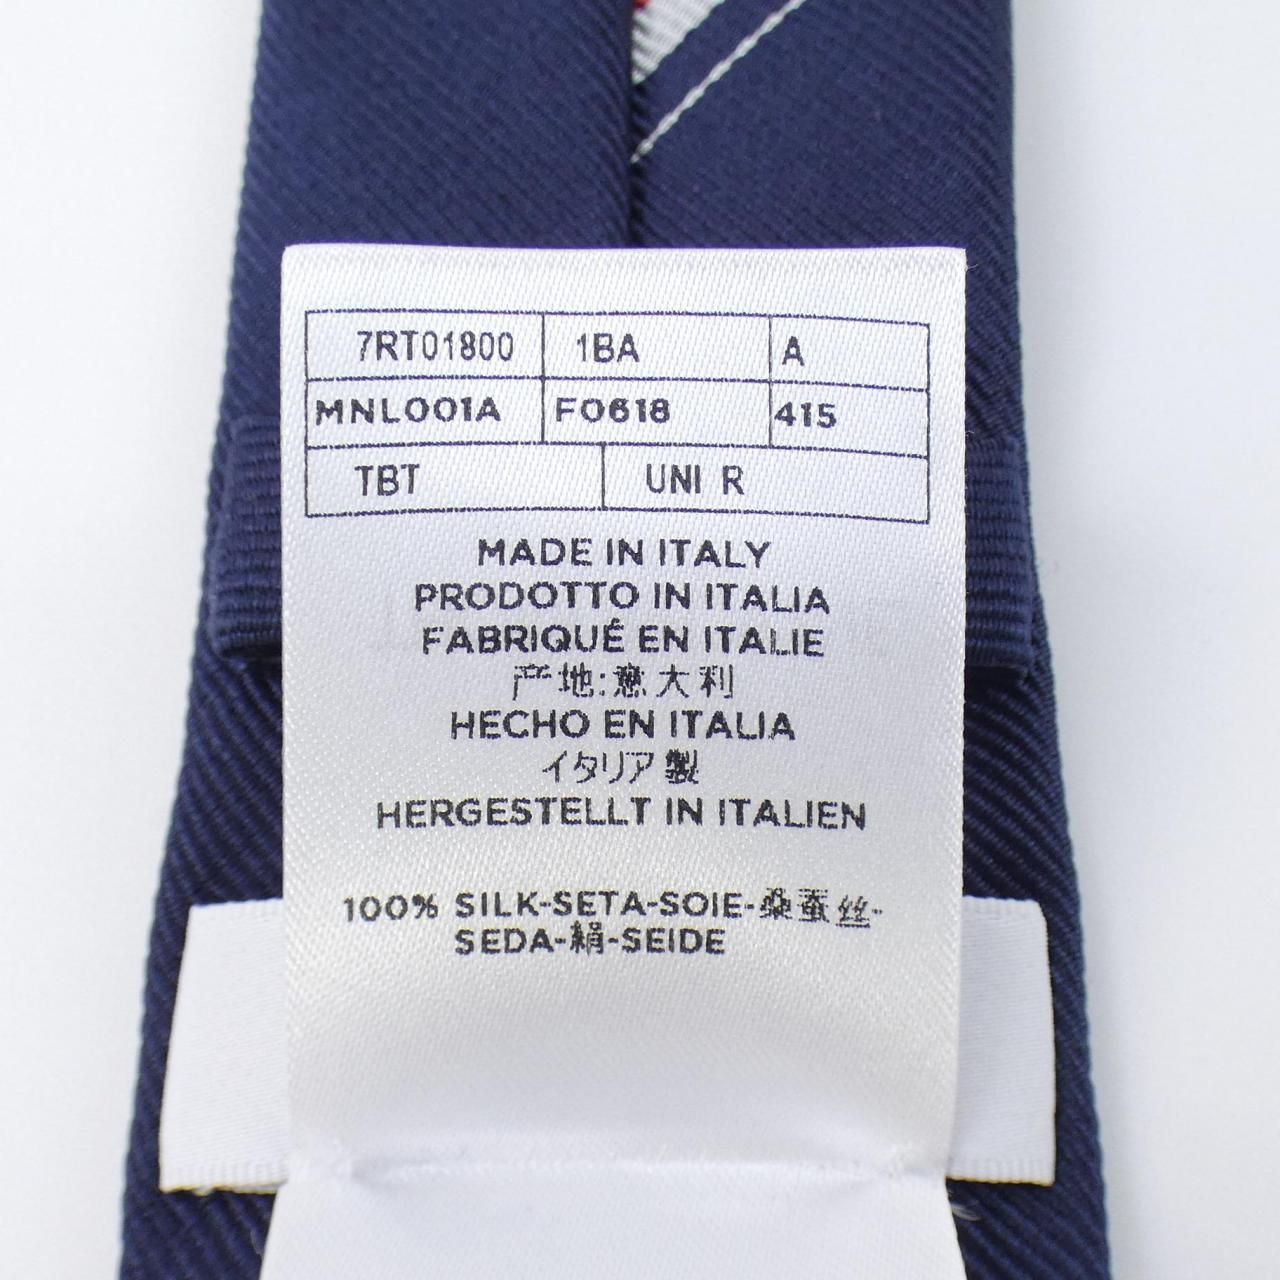 7RT01800 1BA A
MNL001A F0618 415
TBT UNI R
MADE IN ITALY
PRODOTTO IN ITALIA
FABRIQUÉ EN ITALIE
产地:意大利
HECHO EN ITALIA
イタリア製
HERGESTELLT IN ITALIEN
100% SILK-SETA-SOIE-桑蚕丝-
SEDA-絹-SEIDE